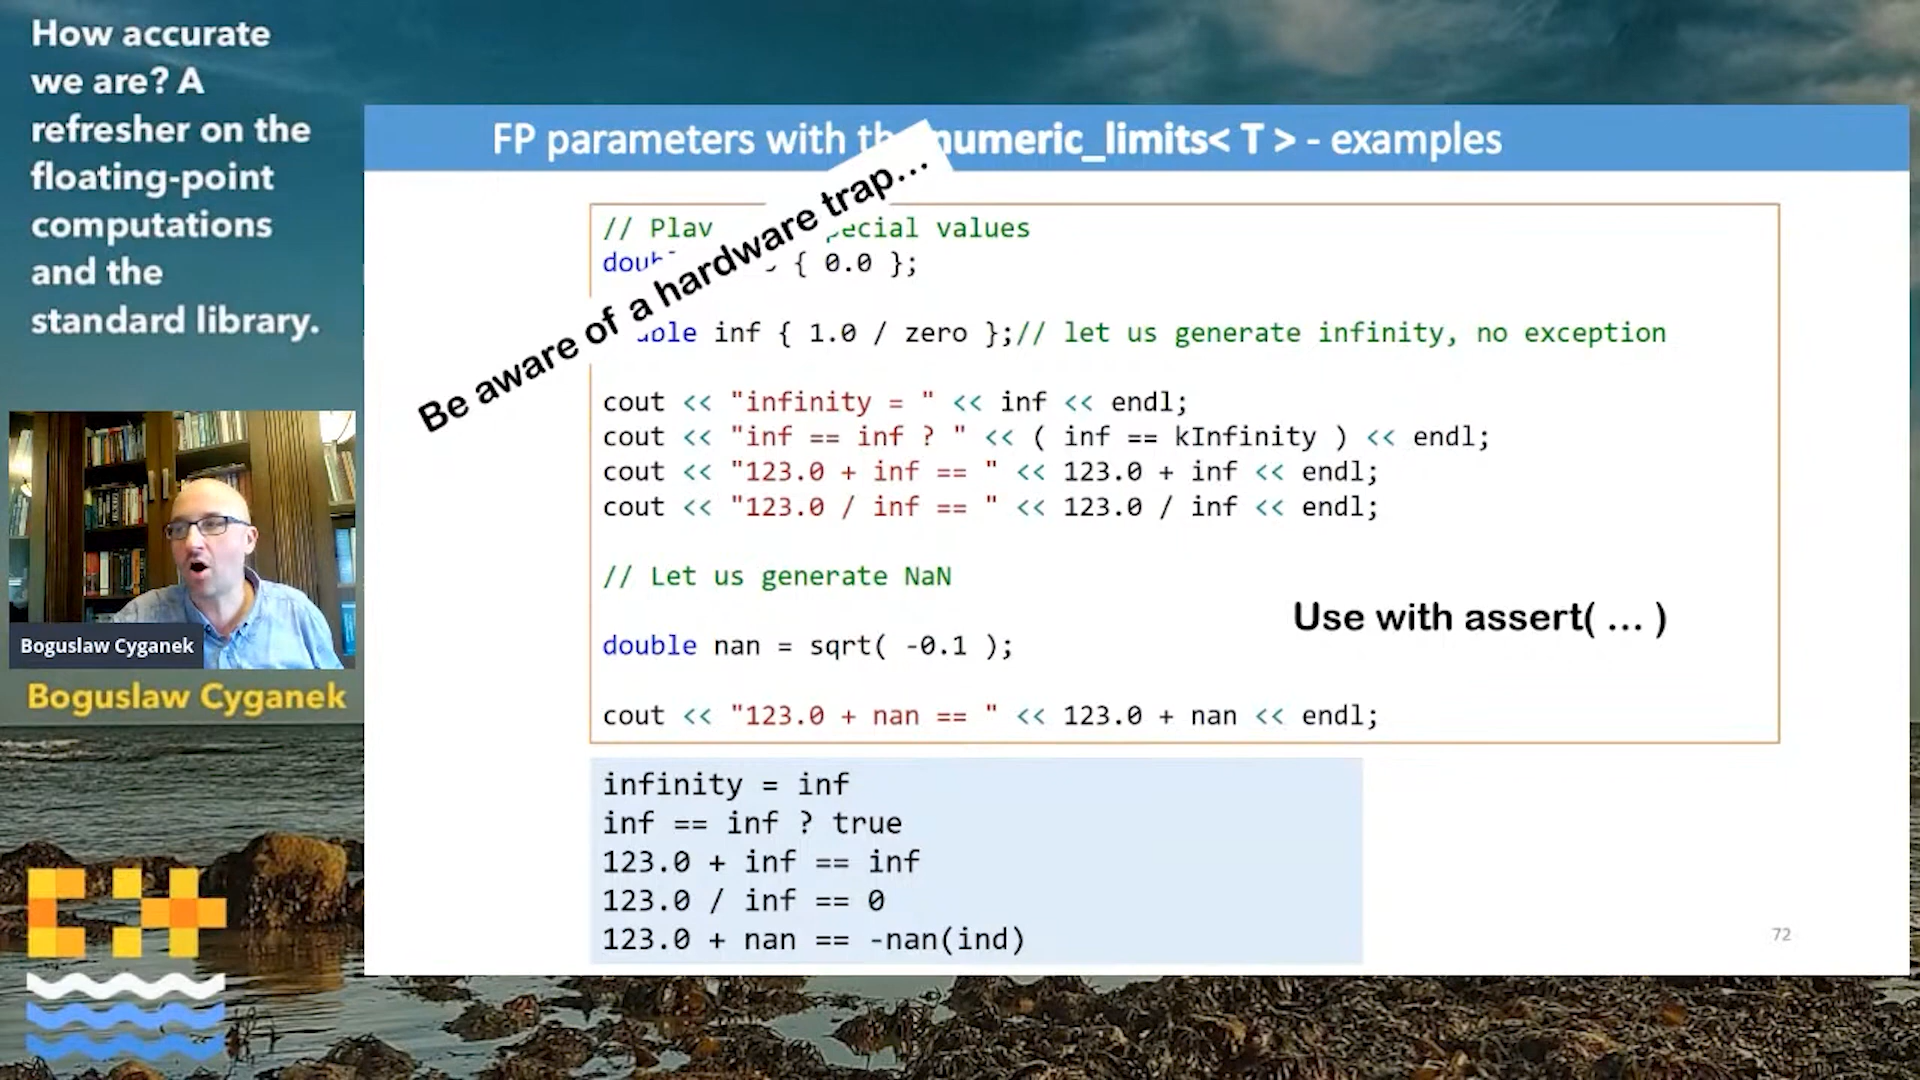 How accurate
we are? A
refresher on the
floating-point
computations
and the
standard library.
Boguslaw Cyganek
Boguslaw Cyganek
FP parameters with th numeric_limits< T > - examples
Be aware of a hardware trap...
// Play ecial values
doub { 0.0 };
uble inf { 1.0 / zero };// let us generate infinity, no exception
cout << "infinity = " << inf << endl;
cout << "inf == inf ? " << ( inf == kInfinity ) << endl;
cout << "123.0 + inf == " << 123.0 + inf << endl;
cout << "123.0 / inf == " << 123.0 / inf << endl;
// Let us generate NaN
Use with assert( ... )
double nan = sqrt( -0.1 );
cout << "123.0 + nan == " << 123.0 + nan << endl;
infinity = inf
inf == inf ? true
123.0 + inf == inf
123.0 / inf == 0
123.0 + nan == -nan(ind)
72